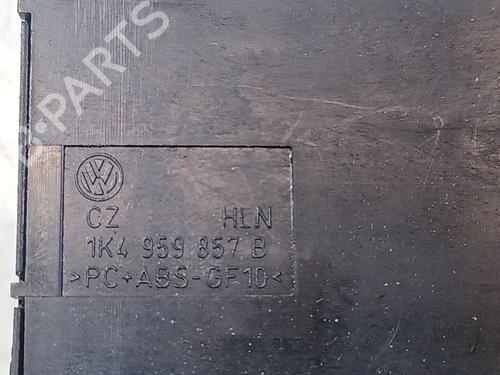 B-PARTS
CZ HLN
1K4 959 857 B
>PC+ABS-GF10<